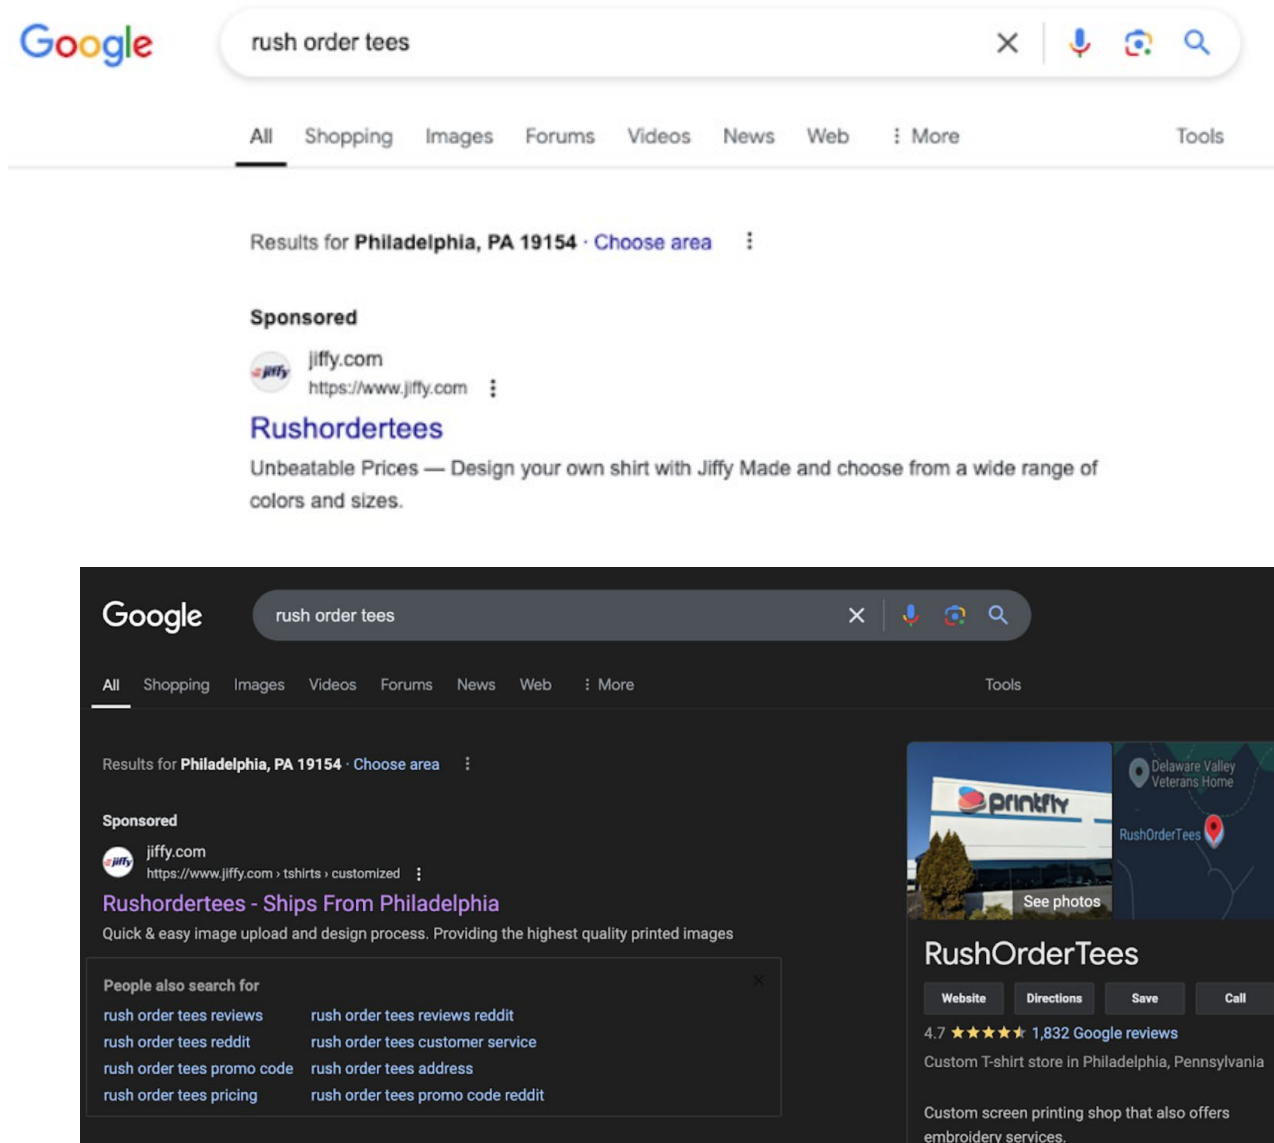 Google
rush order tees
All Shopping Images Forums Videos News Web ⋮ More Tools
Results for Philadelphia, PA 19154 · Choose area ⋮
Sponsored
jiffy
jiffy.com
https://www.jiffy.com ⋮
Rushordertees
Unbeatable Prices — Design your own shirt with Jiffy Made and choose from a wide range of
colors and sizes.
Google
rush order tees
All Shopping Images Videos Forums News Web ⋮ More Tools
Results for Philadelphia, PA 19154 · Choose area ⋮
Sponsored
jiffy
jiffy.com
https://www.jiffy.com › tshirts › customized ⋮
Rushordertees - Ships From Philadelphia
Quick & easy image upload and design process. Providing the highest quality printed images
People also search for
rush order tees reviews
rush order tees reddit
rush order tees promo code
rush order tees pricing
rush order tees reviews reddit
rush order tees customer service
rush order tees address
rush order tees promo code reddit
printfly
See photos
Delaware Valley
Veterans Home
RushOrderTees
RushOrderTees
Website Directions Save Call
4.7 1,832 Google reviews
Custom T-shirt store in Philadelphia, Pennsylvania
Custom screen printing shop that also offers
embroidery services.